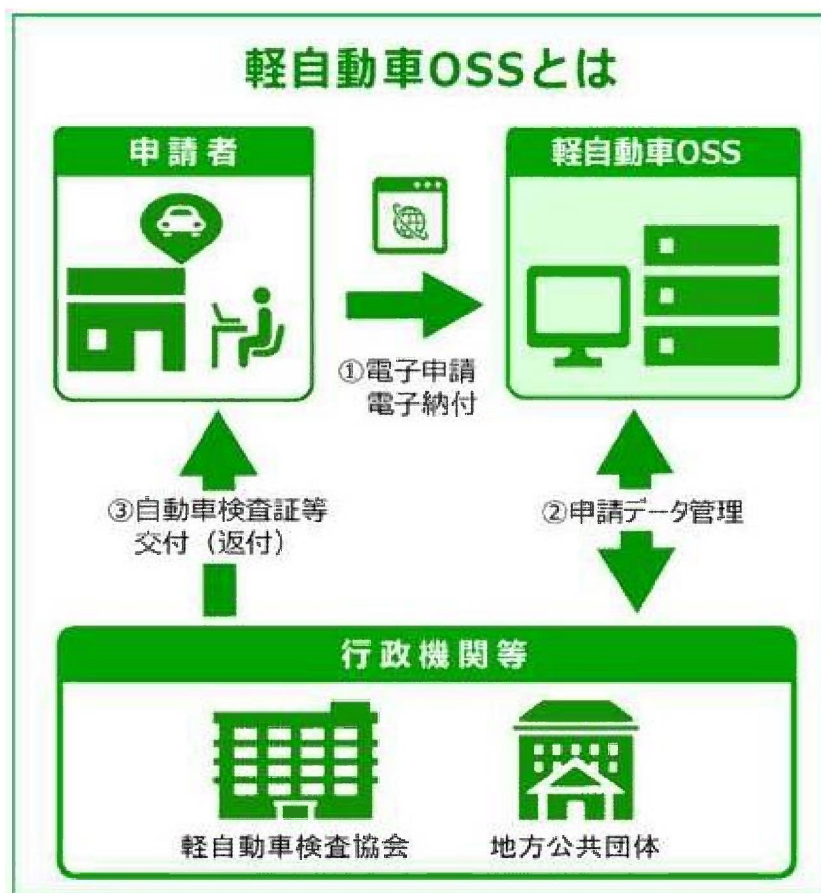 軽自動車OSSとは
申請者
軽自動車OSS
①電子申請
電子納付
③自動車検査証等
交付（返付）
②申請データ管理
行政機関等
軽自動車検査協会
地方公共団体